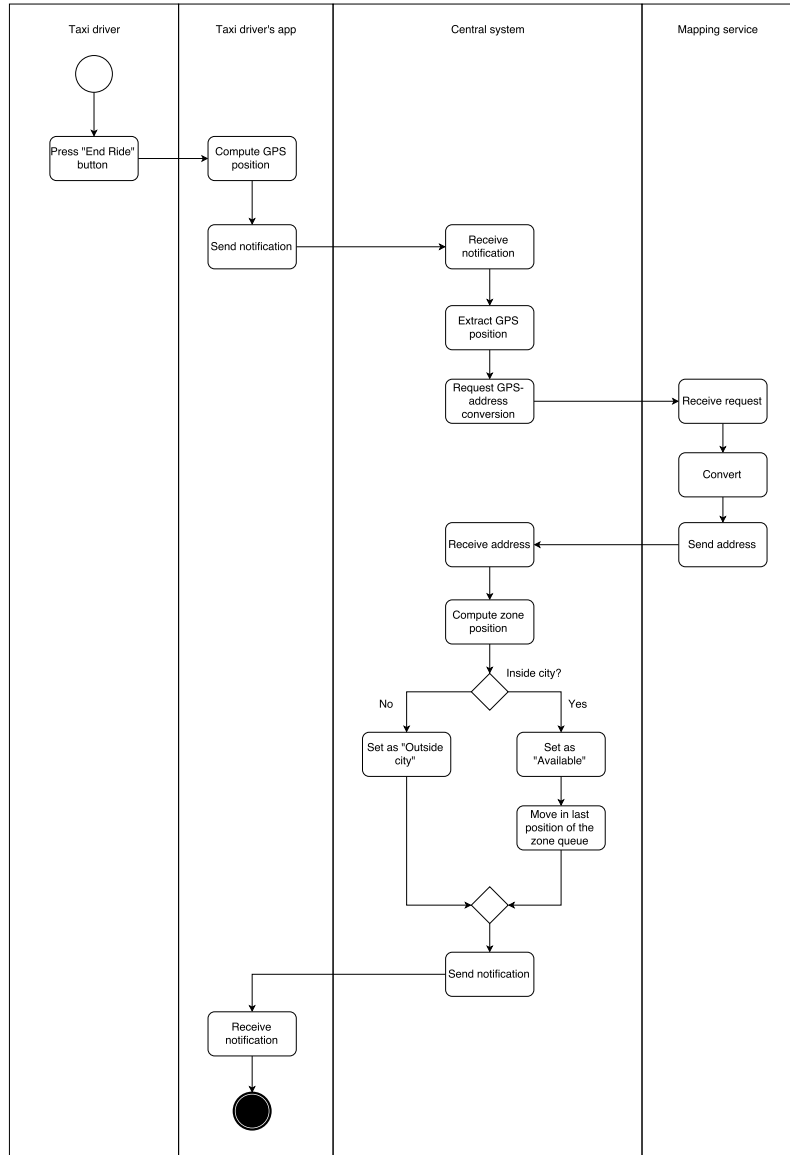 Taxi driver
Taxi driver's app
Central system
Mapping service
Press "End Ride"
button
Compute GPS
position
Send notification
Receive
notification
Extract GPS
position
Request GPS-
address
conversion
Receive request
Convert
Receive address
Send address
Compute zone
position
Inside city?
No
Yes
Set as "Outside
city"
Set as
"Available"
Move in last
position of the
zone queue
Send notification
Receive
notification